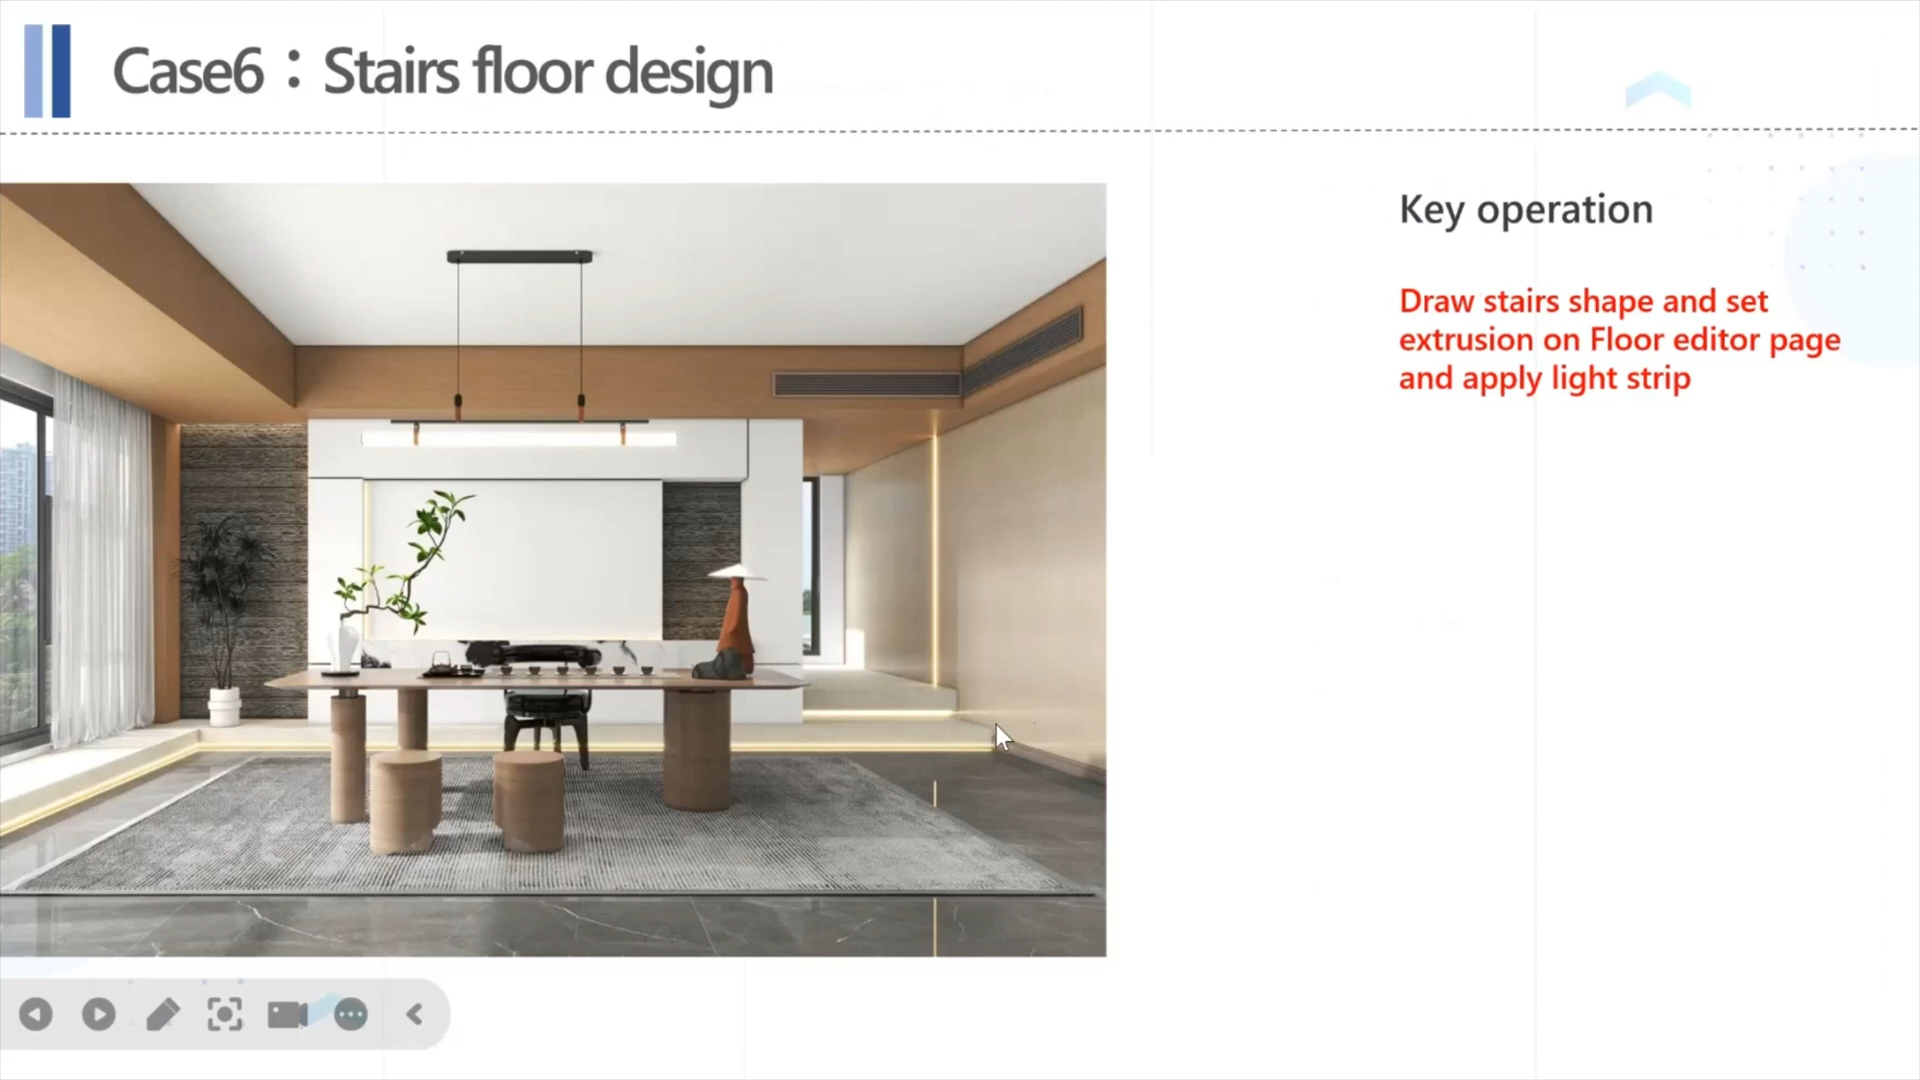 Case6：Stairs floor design
Key operation
Draw stairs shape and set
extrusion on Floor editor page
and apply light strip